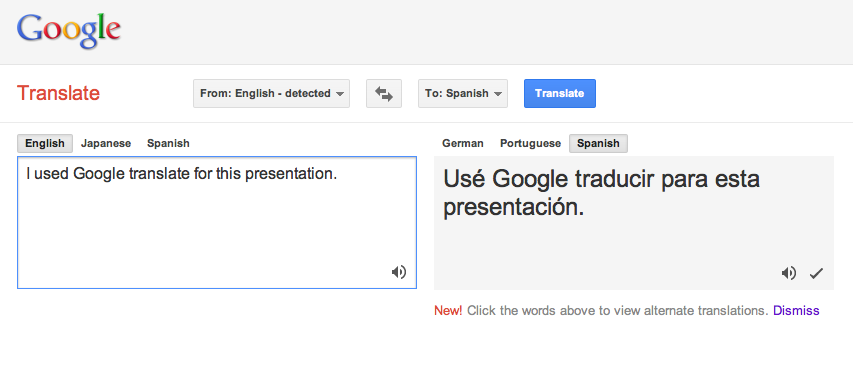 Google
Translate From: English - detected To: Spanish Translate
English Japanese Spanish German Portuguese Spanish
I used Google translate for this presentation.
Usé Google traducir para esta
presentación.
New! Click the words above to view alternate translations. Dismiss